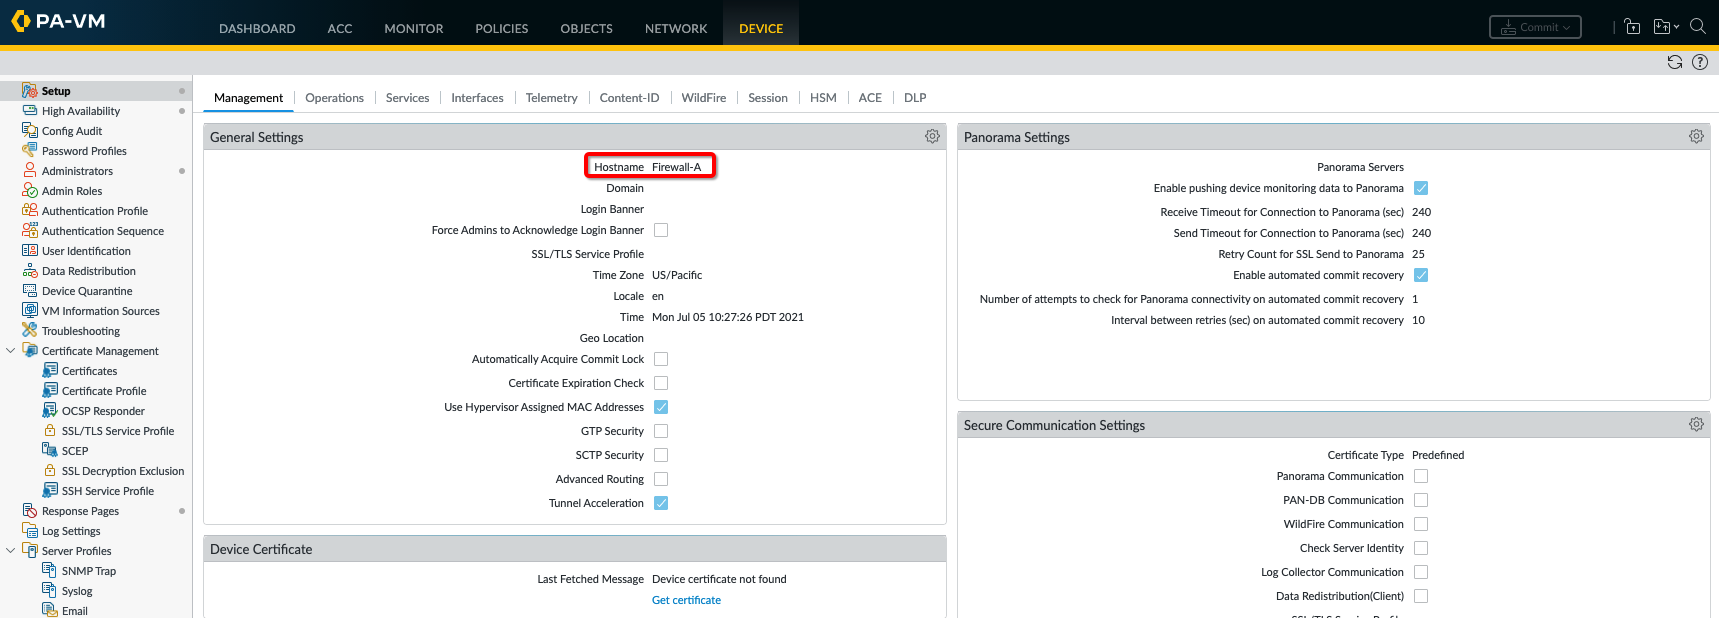 PA-VM
DASHBOARD ACC MONITOR POLICIES OBJECTS NETWORK DEVICE
Commit
Setup
High Availability
Config Audit
Password Profiles
Administrators
Admin Roles
Authentication Profile
Authentication Sequence
User Identification
Data Redistribution
Device Quarantine
VM Information Sources
Troubleshooting
Certificate Management
Certificates
Certificate Profile
OCSP Responder
SSL/TLS Service Profile
SCEP
SSL Decryption Exclusion
SSH Service Profile
Response Pages
Log Settings
Server Profiles
SNMP Trap
Syslog
Email
Management Operations Services Interfaces Telemetry Content-ID WildFire Session HSM ACE DLP
General Settings
Hostname Firewall-A
Domain
Login Banner
Force Admins to Acknowledge Login Banner
SSL/TLS Service Profile
Time Zone US/Pacific
Locale en
Time Mon Jul 05 10:27:26 PDT 2021
Geo Location
Automatically Acquire Commit Lock
Certificate Expiration Check
Use Hypervisor Assigned MAC Addresses
GTP Security
SCTP Security
Advanced Routing
Tunnel Acceleration
Device Certificate
Last Fetched Message Device certificate not found
Get certificate
Panorama Settings
Panorama Servers
Enable pushing device monitoring data to Panorama
Receive Timeout for Connection to Panorama (sec) 240
Send Timeout for Connection to Panorama (sec) 240
Retry Count for SSL Send to Panorama 25
Enable automated commit recovery
Number of attempts to check for Panorama connectivity on automated commit recovery 1
Interval between retries (sec) on automated commit recovery 10
Secure Communication Settings
Certificate Type Predefined
Panorama Communication
PAN-DB Communication
WildFire Communication
Check Server Identity
Log Collector Communication
Data Redistribution(Client)